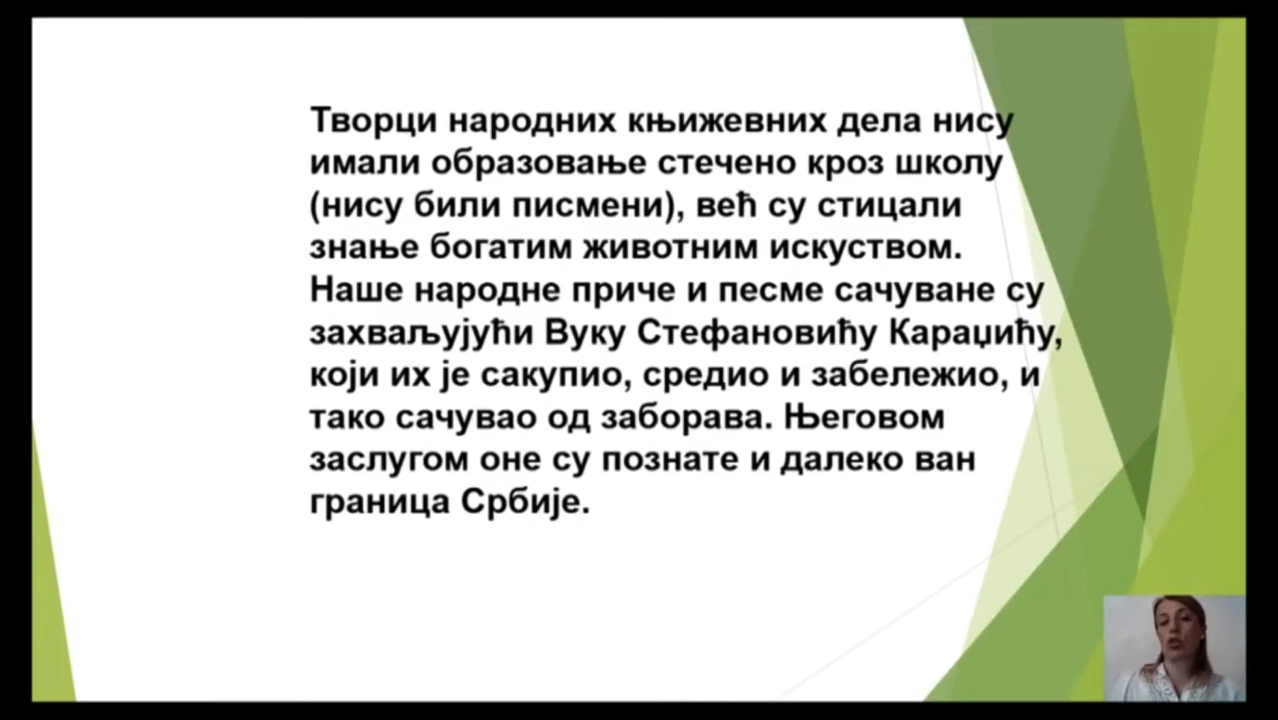 Творци народних књижевних дела нису
имали образовање стечено кроз школу
(нису били писмени), већ су стицали
знање богатим животним искуством.
Наше народне приче и песме сачуване су
захваљујући Вуку Стефановићу Караџићу,
који их је сакупио, средио и забележио, и
тако сачувао од заборава. Његовом
заслугом оне су познате и далеко ван
граница Србије.